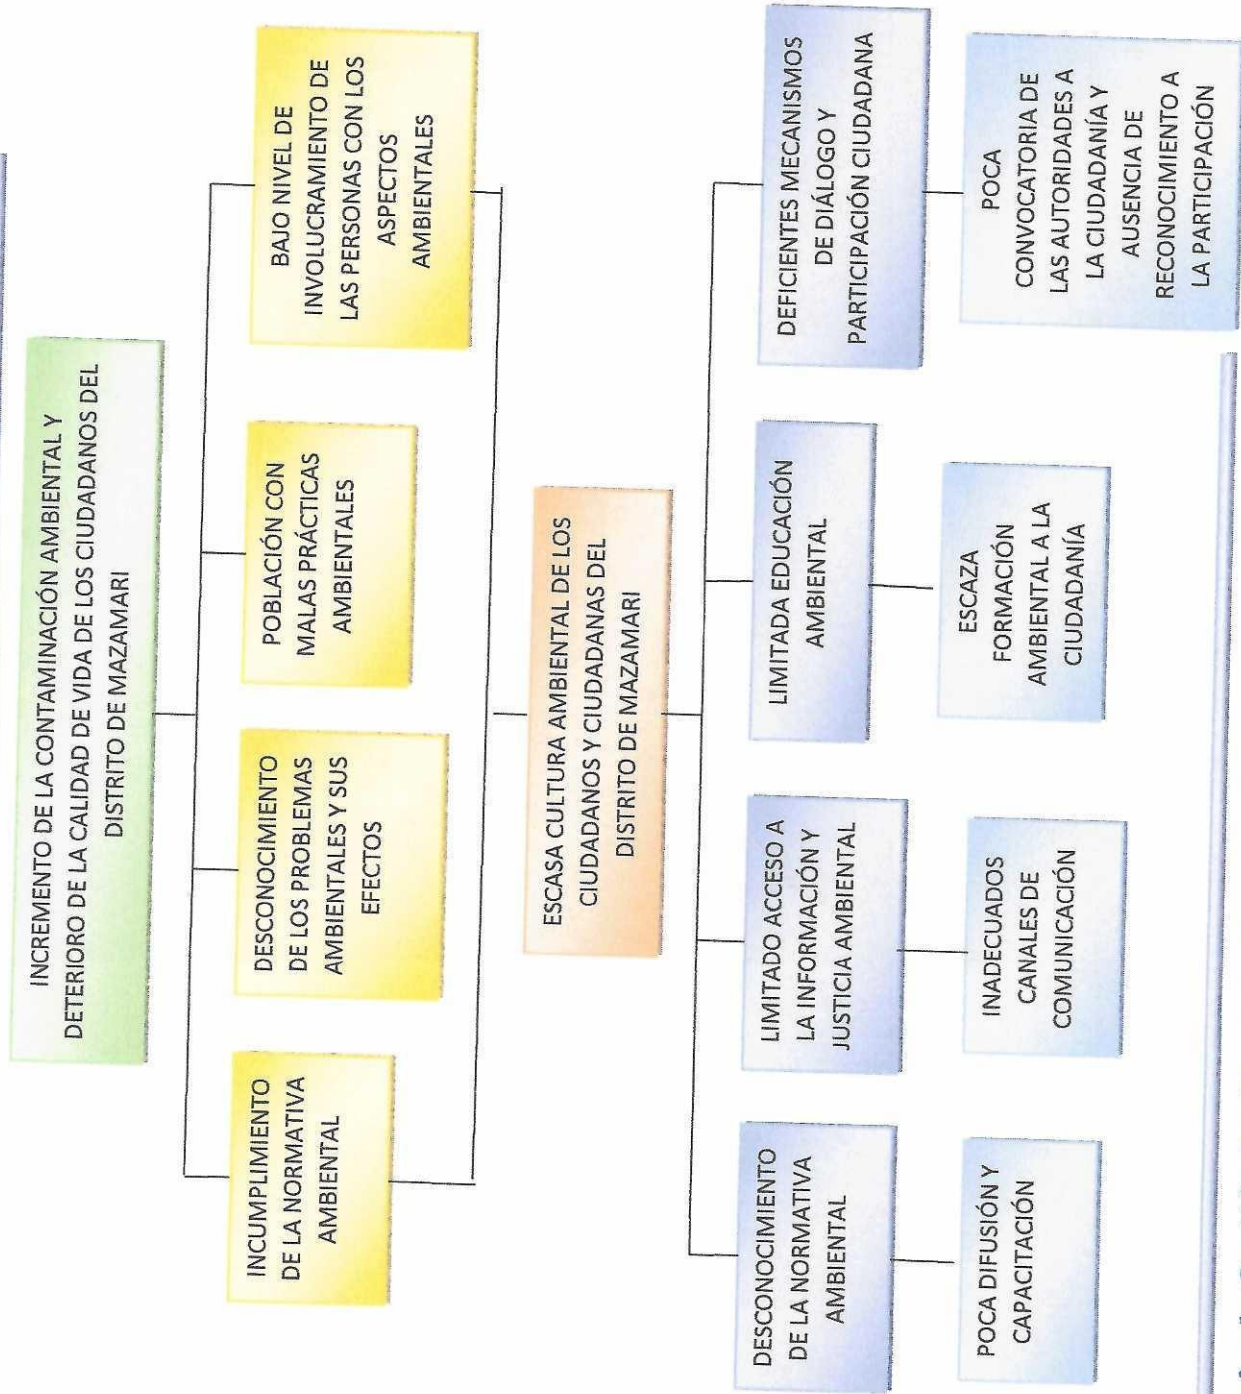 INCREMENTO DE LA CONTAMINACIÓN AMBIENTAL Y
DETERIORO DE LA CALIDAD DE VIDA DE LOS CIUDADANOS DEL
DISTRITO DE MAZAMARI
INCUMPLIMIENTO
DE LA NORMATIVA
AMBIENTAL
DESCONOCIMIENTO
DE LOS PROBLEMAS
AMBIENTALES Y SUS
EFECTOS
POBLACIÓN CON
MALAS PRÁCTICAS
AMBIENTALES
BAJO NIVEL DE
INVOLUCRAMIENTO DE
LAS PERSONAS CON LOS
ASPECTOS
AMBIENTALES
ESCASA CULTURA AMBIENTAL DE LOS
CIUDADANOS Y CIUDADANAS DEL
DISTRITO DE MAZAMARI
DESCONOCIMIENTO
DE LA NORMATIVA
AMBIENTAL
LIMITADO ACCESO A
LA INFORMACIÓN Y
JUSTICIA AMBIENTAL
LIMITADA EDUCACIÓN
AMBIENTAL
DEFICIENTES MECANISMOS
DE DIÁLOGO Y
PARTICIPACIÓN CIUDADANA
POCA DIFUSIÓN Y
CAPACITACIÓN
INADECUADOS
CANALES DE
COMUNICACIÓN
ESCAZA
FORMACIÓN
AMBIENTAL A LA
CIUDADANÍA
POCA
CONVOCATORIA DE
LAS AUTORIDADES A
LA CIUDADANÍA Y
AUSENCIA DE
RECONOCIMIENTO A
LA PARTICIPACIÓN